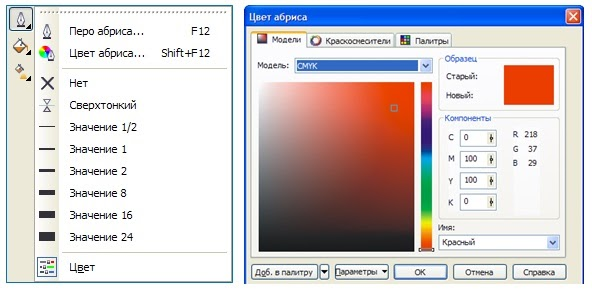 Перо абриса... F12
Цвет абриса... Shift+F12
Нет
Сверхтонкий
Значение 1/2
Значение 1
Значение 2
Значение 8
Значение 16
Значение 24
Цвет
Цвет абриса
Модели Краскосмесители Палитры
Модель: CMYK
Образец
Старый:
Новый:
Компоненты
C 0 R 218
M 100 G 37
Y 100 B 29
K 0
Имя:
Красный
Доб. в палитру Параметры OK Отмена Справка